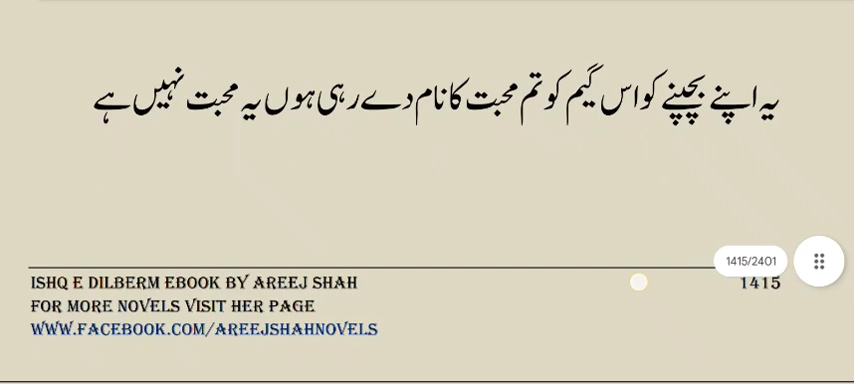 یہ اپنے بچپنے کو اس گیم کو تم محبت کا نام دے رہی ہوں یہ محبت نہیں ہے
1415/2401
ISHQ E DILBERM EBOOK BY AREEJ SHAH
1415
FOR MORE NOVELS VISIT HER PAGE
WWW.FACEBOOK.COM/AREEJSHAHNOVELS